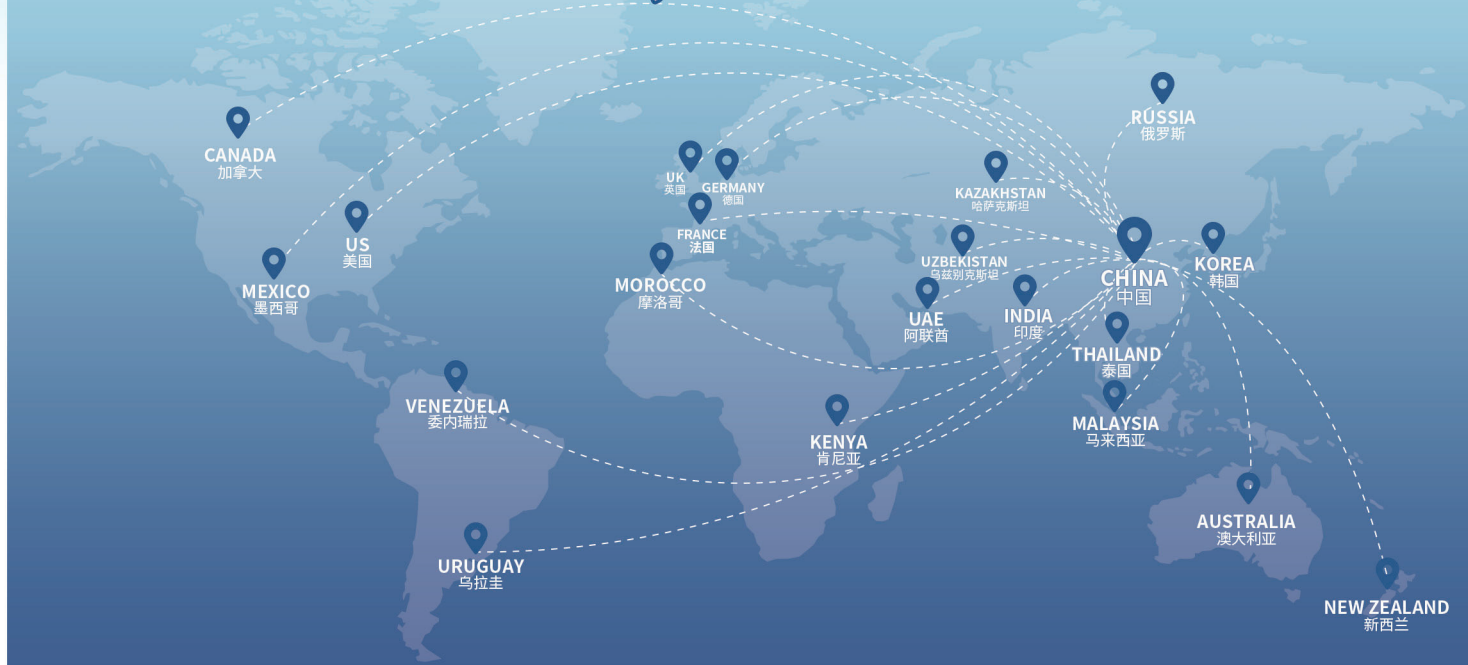 RUSSIA
俄罗斯
CANADA
加拿大
UK
英国
GERMANY
德国
KAZAKHSTAN
哈萨克斯坦
FRANCE
法国
US
美国
UZBEKISTAN
乌兹别克斯坦
CHINA
中国
KOREA
韩国
MEXICO
墨西哥
MOROCCO
摩洛哥
UAE
阿联酋
INDIA
印度
THAILAND
泰国
VENEZUELA
委内瑞拉
MALAYSIA
马来西亚
KENYA
肯尼亚
AUSTRALIA
澳大利亚
URUGUAY
乌拉圭
NEW ZEALAND
新西兰